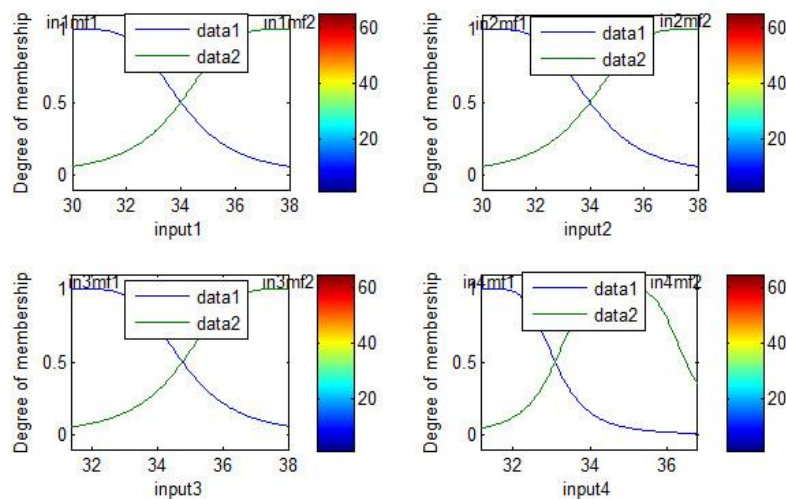 in1mf1 in1mf2
data1
data2
Degree of membership
1
0.5
0
30 32 34 36 38
input1
60
40
20
in2mf1 in2mf2
data1
data2
Degree of membership
1
0.5
0
30 32 34 36 38
input2
60
40
20
in3mf1 in3mf2
data1
data2
Degree of membership
1
0.5
0
32 34 36 38
input3
60
40
20
in4mf1 in4mf2
data1
data2
Degree of membership
1
0.5
0
32 34 36
input4
60
40
20